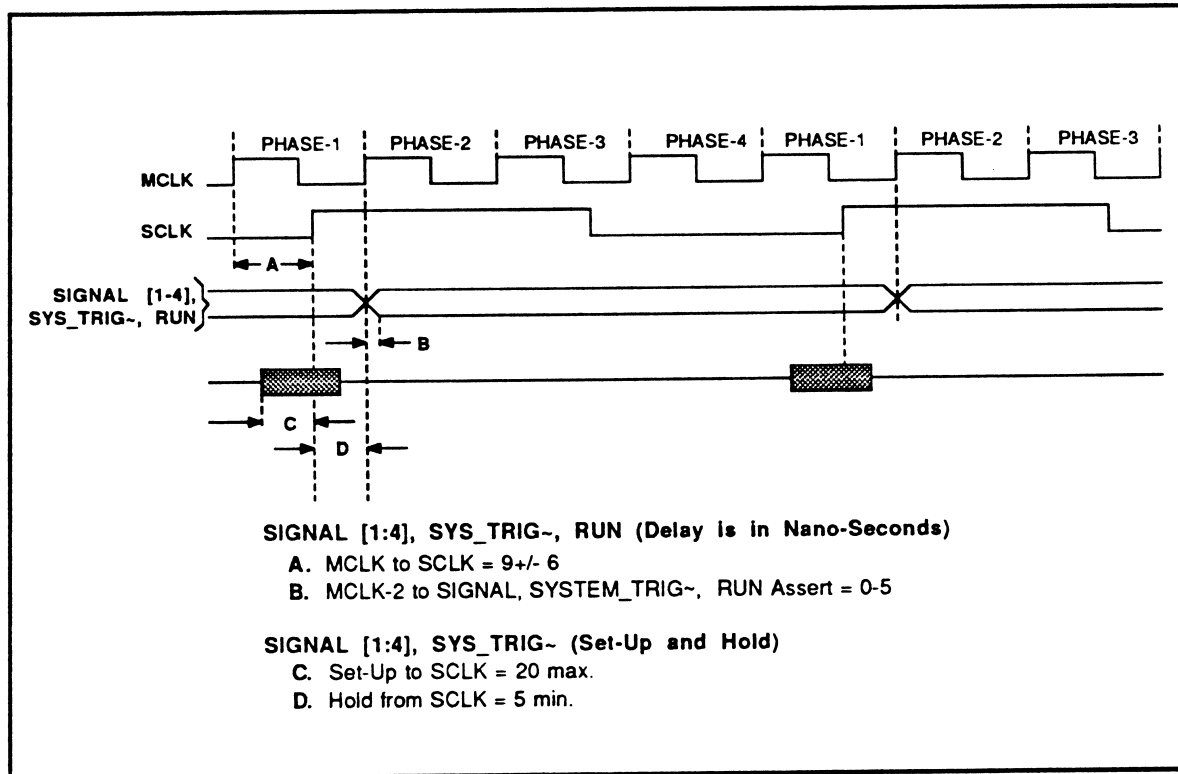 PHASE-1 PHASE-2 PHASE-3 PHASE-4 PHASE-1 PHASE-2 PHASE-3
MCLK
SCLK
A
SIGNAL [1-4],
SYS_TRIG~, RUN
B
C
D
SIGNAL [1:4], SYS_TRIG~, RUN (Delay is in Nano-Seconds)
A. MCLK to SCLK = 9+/- 6
B. MCLK-2 to SIGNAL, SYSTEM_TRIG~, RUN Assert = 0-5
SIGNAL [1:4], SYS_TRIG~ (Set-Up and Hold)
C. Set-Up to SCLK = 20 max.
D. Hold from SCLK = 5 min.